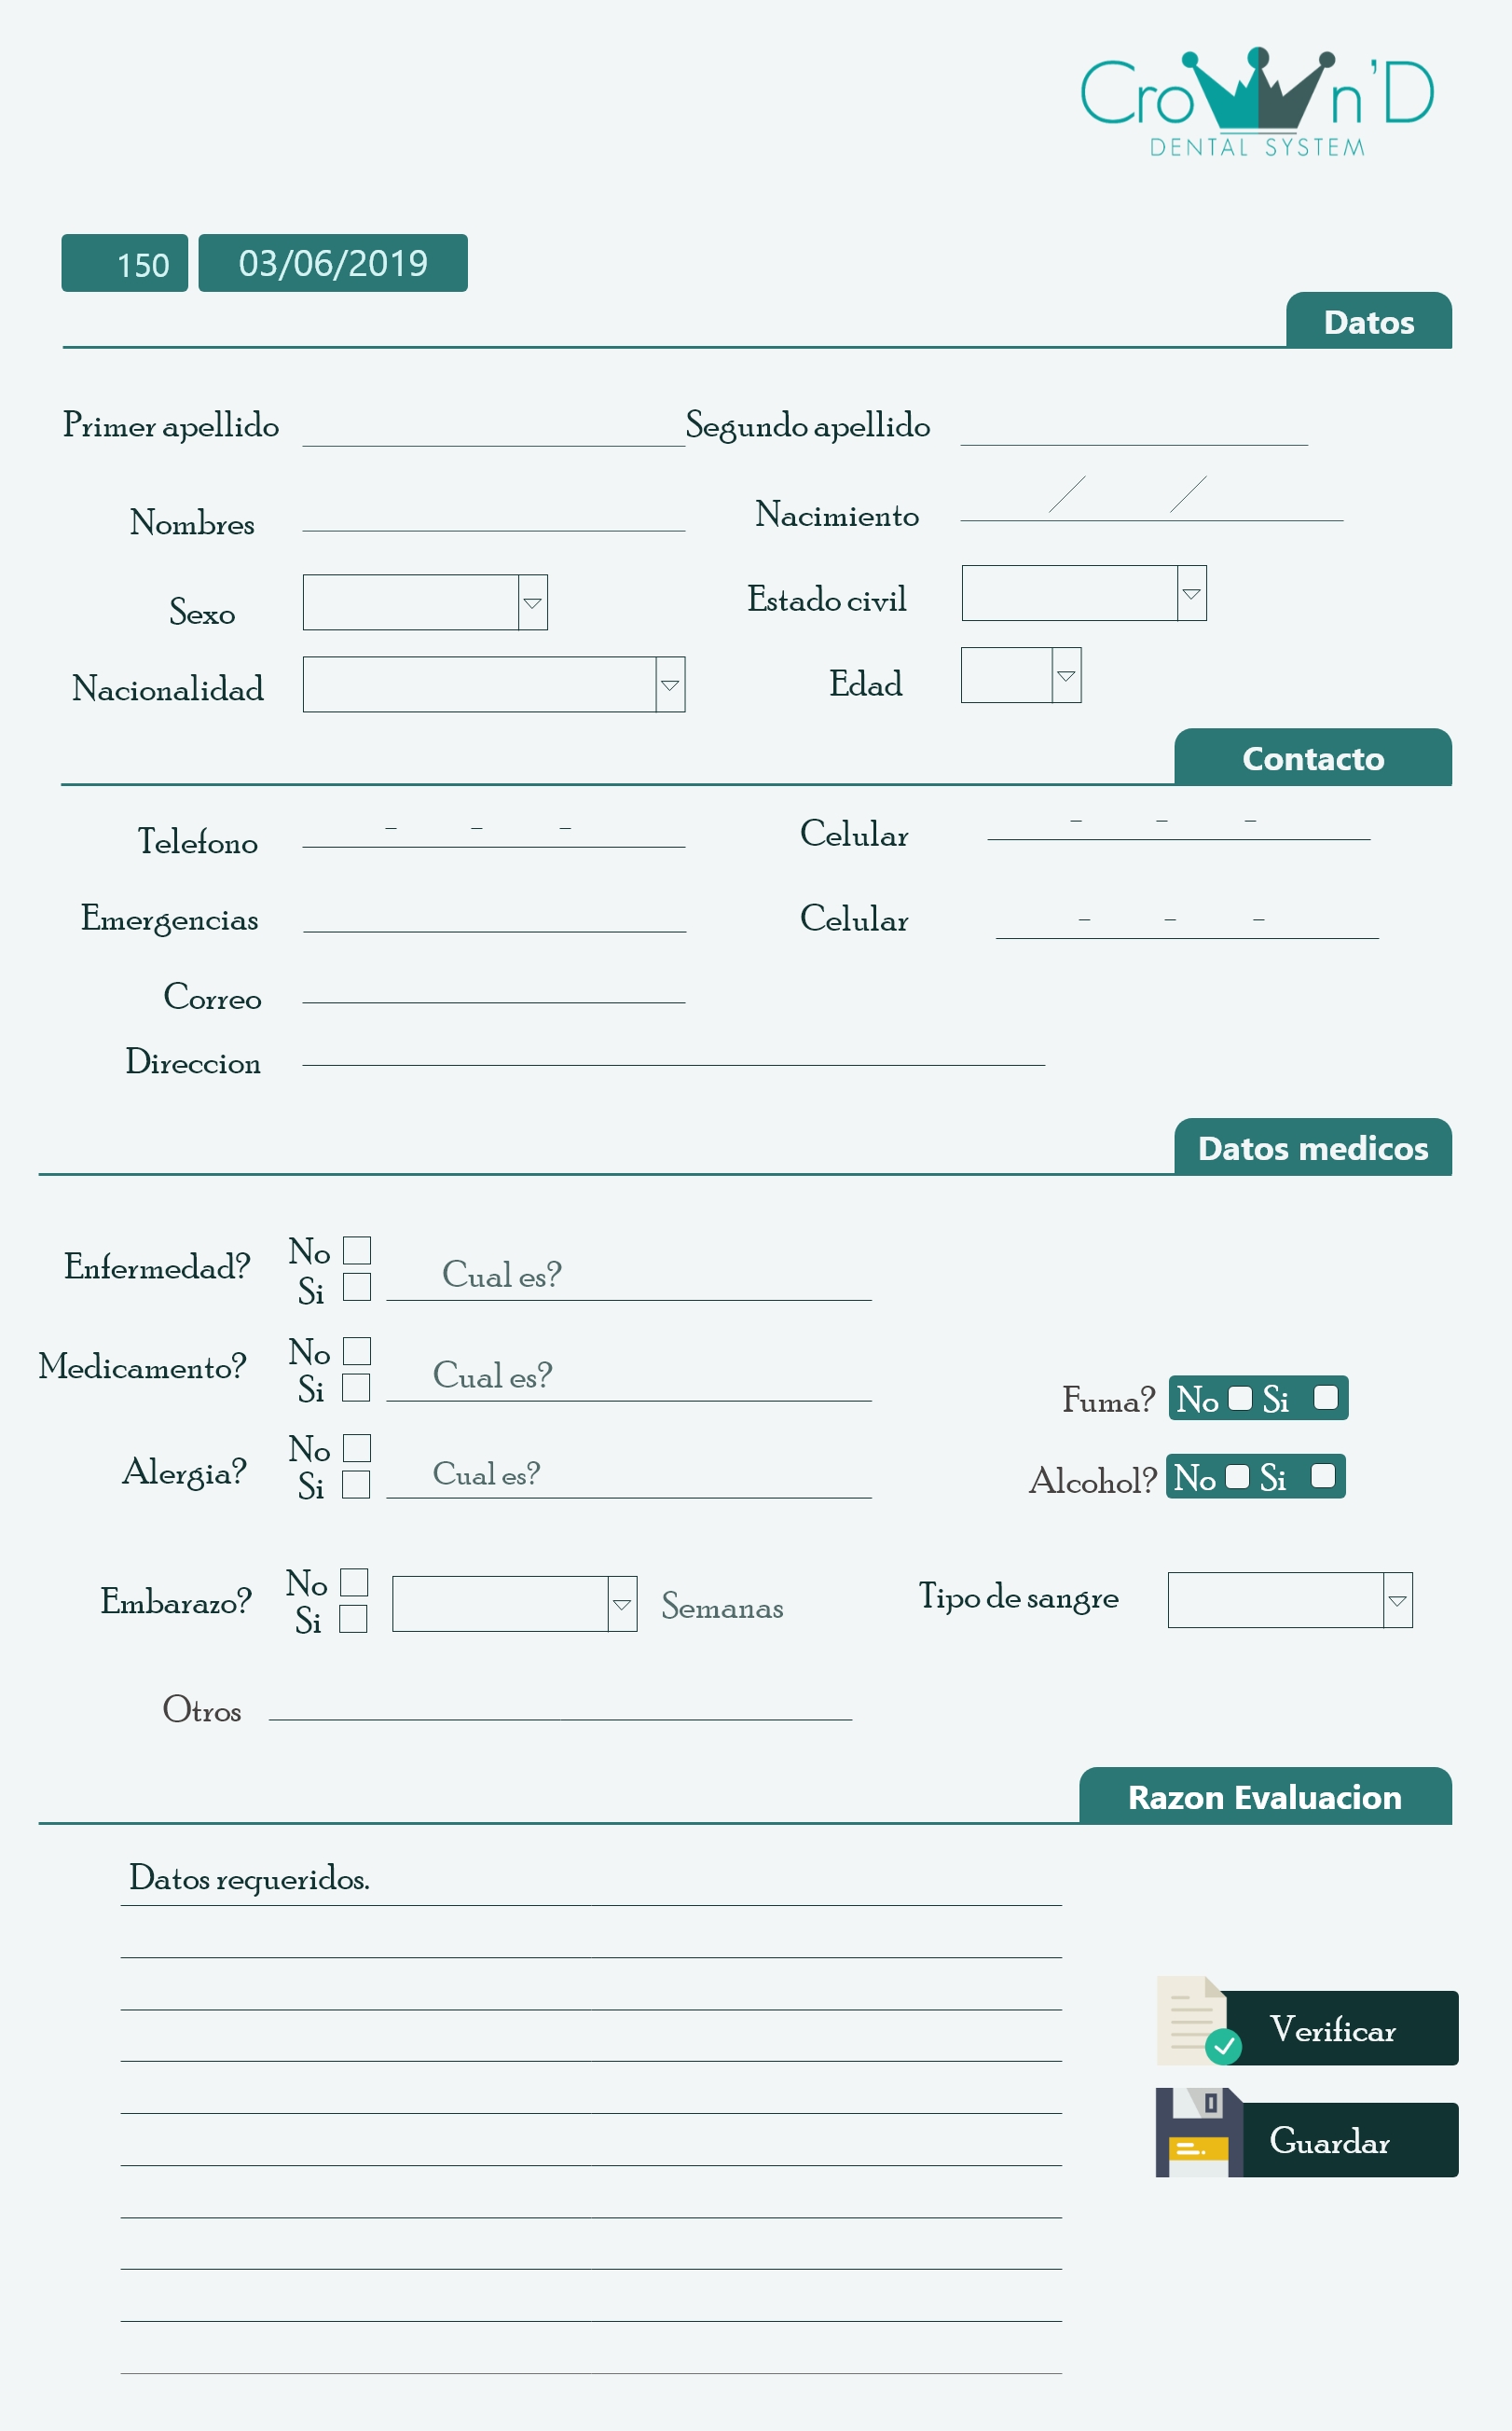 Crown'D
DENTAL SYSTEM
150 03/06/2019
Datos
Primer apellido Segundo apellido
Nombres Nacimiento / /
Sexo Estado civil
Nacionalidad Edad
Contacto
Telefono - - - Celular - - -
Emergencias Celular - - -
Correo
Direccion
Datos medicos
Enfermedad? No
Si Cual es?
Medicamento? No
Si Cual es?
Fuma? No Si
Alergia? No
Si Cual es?
Alcohol? No Si
Embarazo? No
Si Semanas
Tipo de sangre
Otros
Razon Evaluacion
Datos requeridos.
Verificar
Guardar